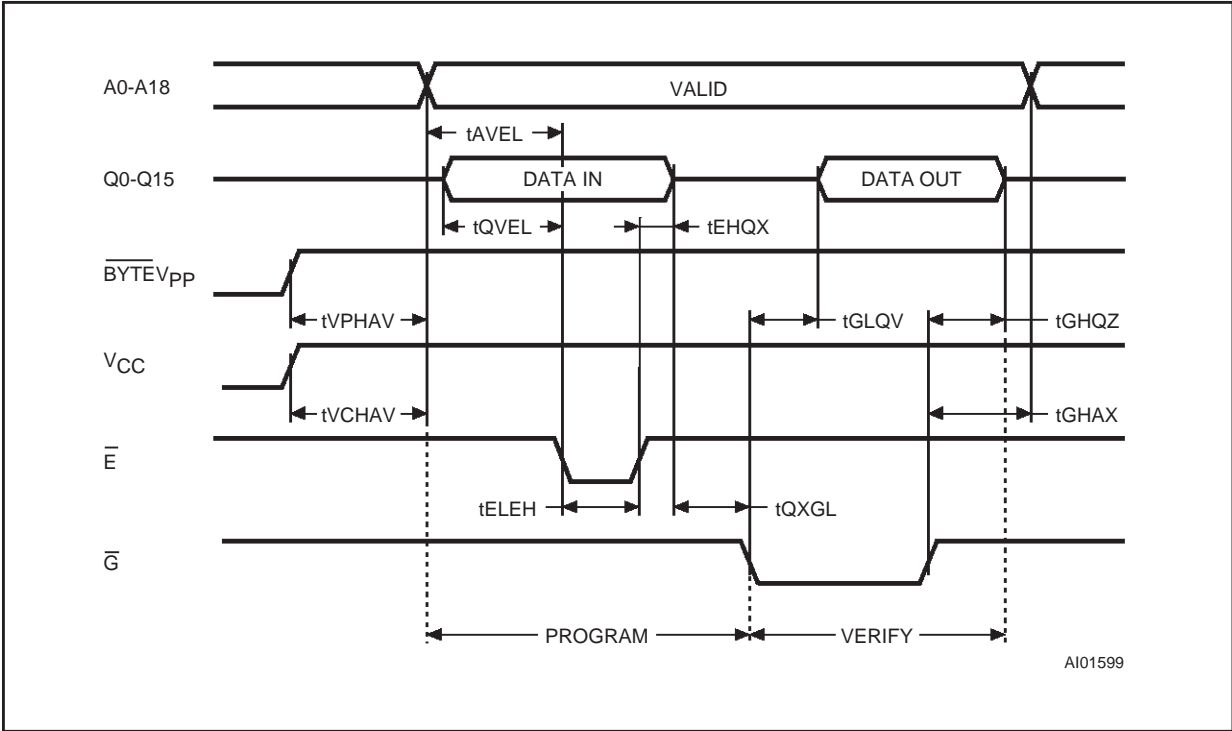 A0-A18
VALID
tAVEL
Q0-Q15
DATA IN
DATA OUT
tQVEL
tEHQX
BYTEVPP
tVPHAV
tGLQV
tGHQZ
VCC
tVCHAV
tGHAX
E
tELEH
tQXGL
G
PROGRAM
VERIFY
AI01599